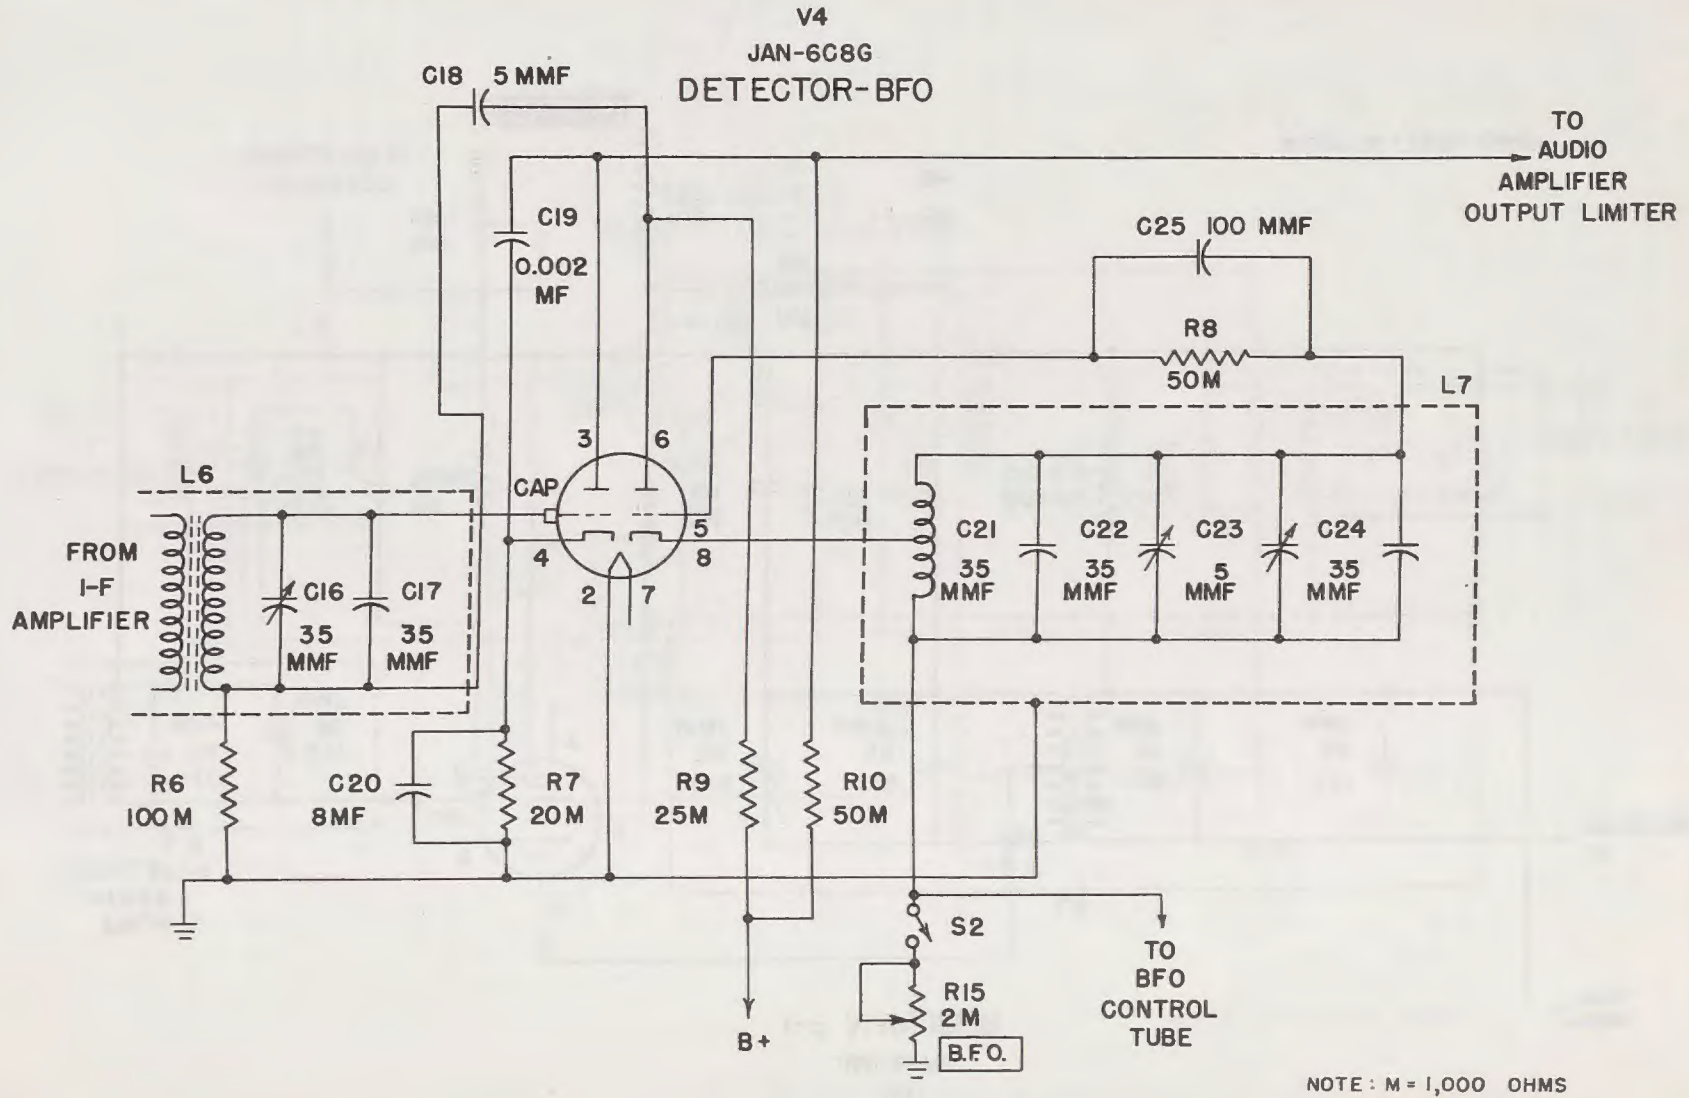 V4
JAN-6C8G
DETECTOR-BFO
C18 5 MMF
TO
AUDIO
AMPLIFIER
OUTPUT LIMITER
C19
0.002
MF
C25 100 MMF
R8
50M
L7
3
6
CAP
5
4
8
2
7
L6
FROM
I-F
AMPLIFIER
C16
35
MMF
C17
35
MMF
C21
35
MMF
C22
35
MMF
C23
5
MMF
C24
35
MMF
R6
100M
C20
8MF
R7
20M
R9
25M
R10
50M
S2
R15
2M
B.F.O.
B+
TO
BFO
CONTROL
TUBE
NOTE: M = 1,000 OHMS